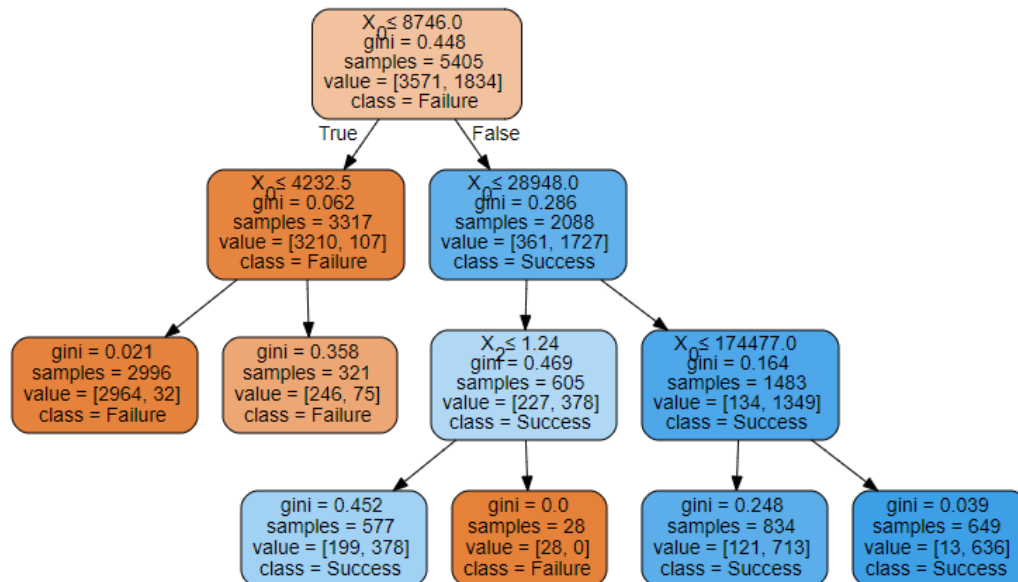 X0 ≤ 8746.0
gini = 0.448
samples = 5405
value = [3571, 1834]
class = Failure
True
False
X0 ≤ 4232.5
gini = 0.062
samples = 3317
value = [3210, 107]
class = Failure
X0 ≤ 28948.0
gini = 0.286
samples = 2088
value = [361, 1727]
class = Success
gini = 0.021
samples = 2996
value = [2964, 32]
class = Failure
gini = 0.358
samples = 321
value = [246, 75]
class = Failure
X2 ≤ 1.24
gini = 0.469
samples = 605
value = [227, 378]
class = Success
X0 ≤ 174477.0
gini = 0.164
samples = 1483
value = [134, 1349]
class = Success
gini = 0.452
samples = 577
value = [199, 378]
class = Success
gini = 0.0
samples = 28
value = [28, 0]
class = Failure
gini = 0.248
samples = 834
value = [121, 713]
class = Success
gini = 0.039
samples = 649
value = [13, 636]
class = Success